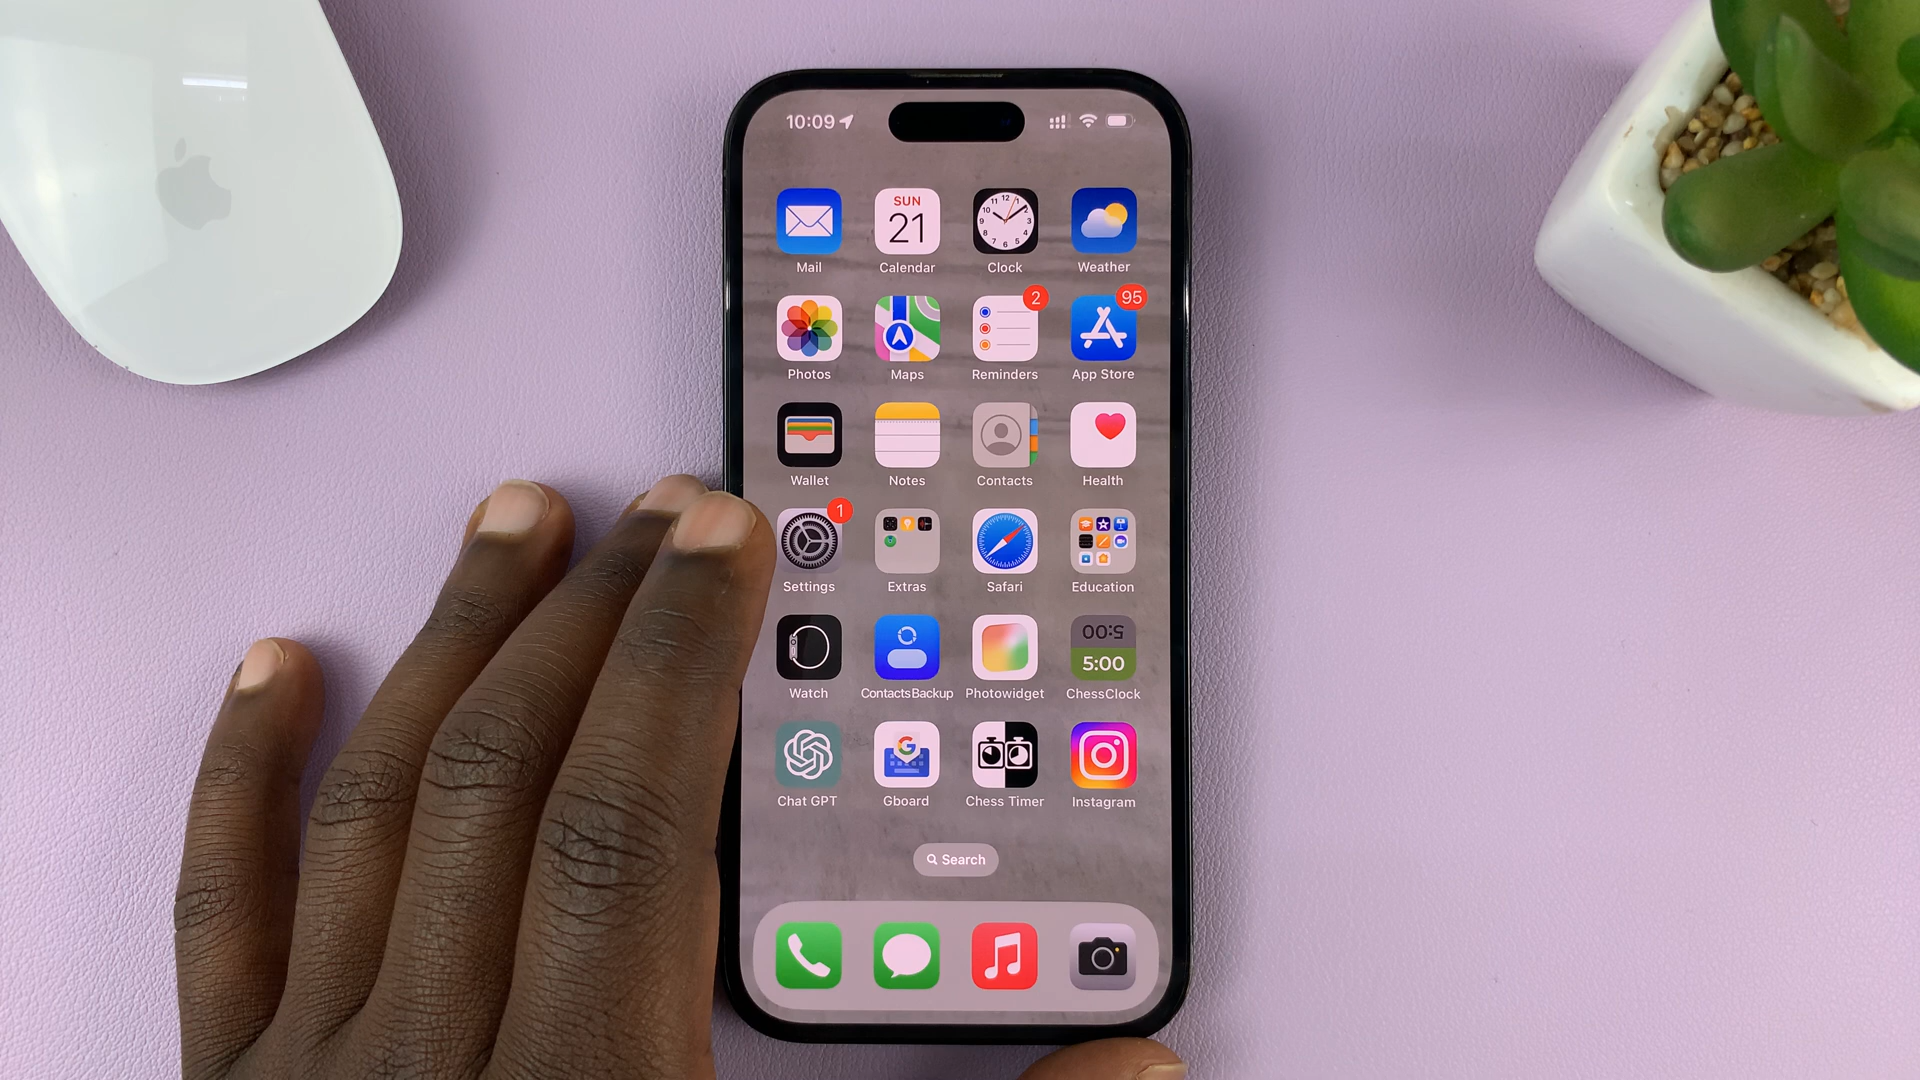 10:09
SUN
21
Mail
Calendar
Clock
Weather
2
95
Photos
Maps
Reminders
App Store
Wallet
Notes
Contacts
Health
1
Settings
Extras
Safari
Education
00:5
5:00
Watch
ContactsBackup
Photowidget
ChessClock
G
Chat GPT
Gboard
Chess Timer
Instagram
Search